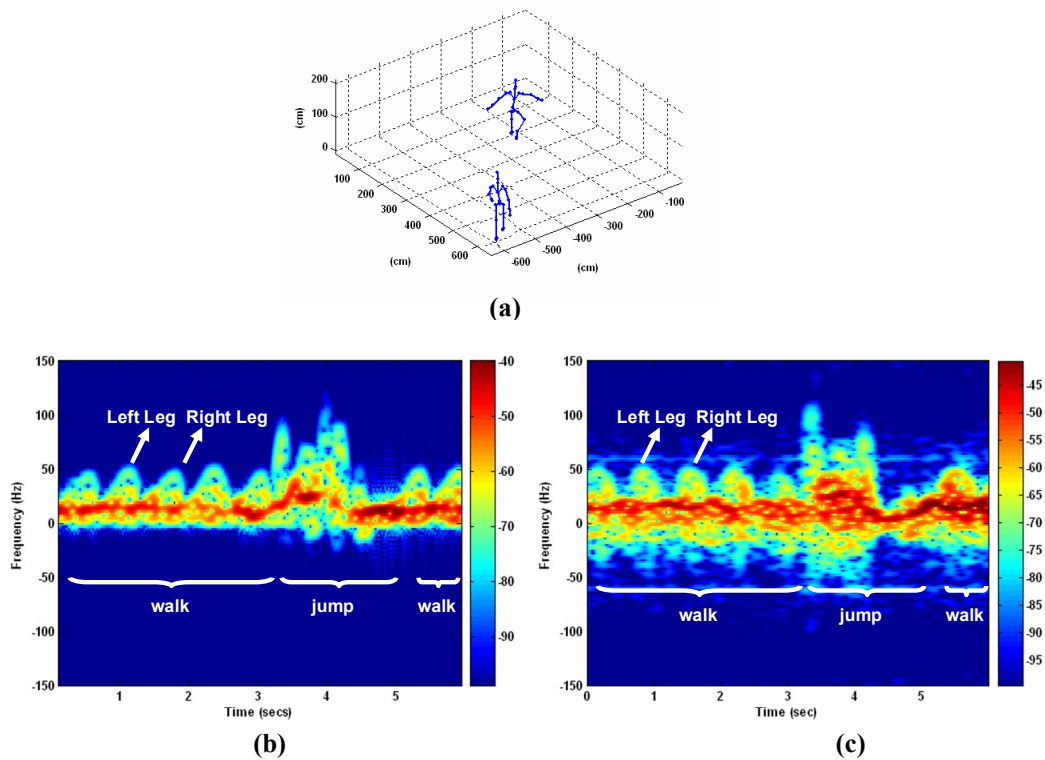 200
100
0
(cm)
100
200
300
400
500
600
(cm)
-600
-500
-400
-300
-200
-100
(cm)
(a)
150
100
50
0
-50
-100
-150
Frequency (Hz)
Left Leg
Right Leg
walk
jump
walk
1
2
3
4
5
Time (secs)
-40
-50
-60
-70
-80
-90
(b)
150
100
50
0
-50
-100
-150
Frequency (Hz)
Left Leg
Right Leg
walk
jump
walk
0
1
2
3
4
5
Time (sec)
-45
-50
-55
-60
-65
-70
-75
-80
-85
-90
-95
(c)